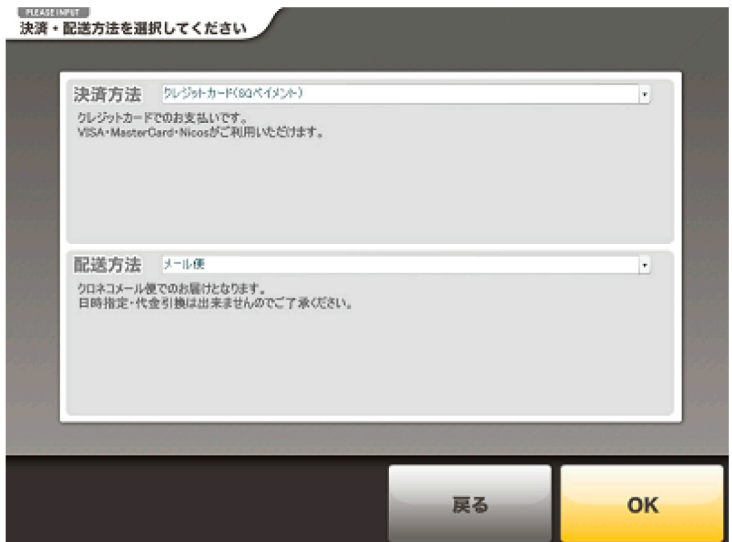 PLEASE INPUT
決済・配送方法を選択してください
決済方法 クレジットカード(SQペイメント)
クレジットカードでのお支払いです。
VISA・MasterCard・Nicosがご利用いただけます。
配送方法 メール便
クロネコメール便でのお届けとなります。
日時指定・代金引換は出来ませんのでご了承ください。
戻る
OK